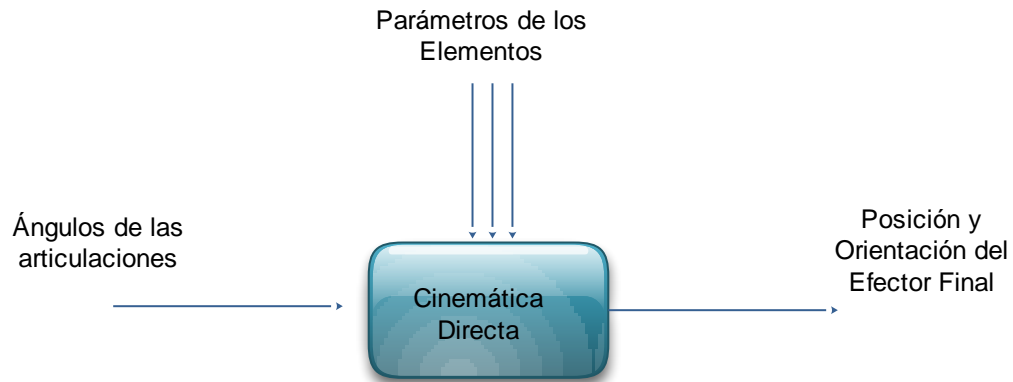 Parámetros de los
Elementos
Ángulos de las
articulaciones
Cinemática
Directa
Posición y
Orientación del
Efector Final